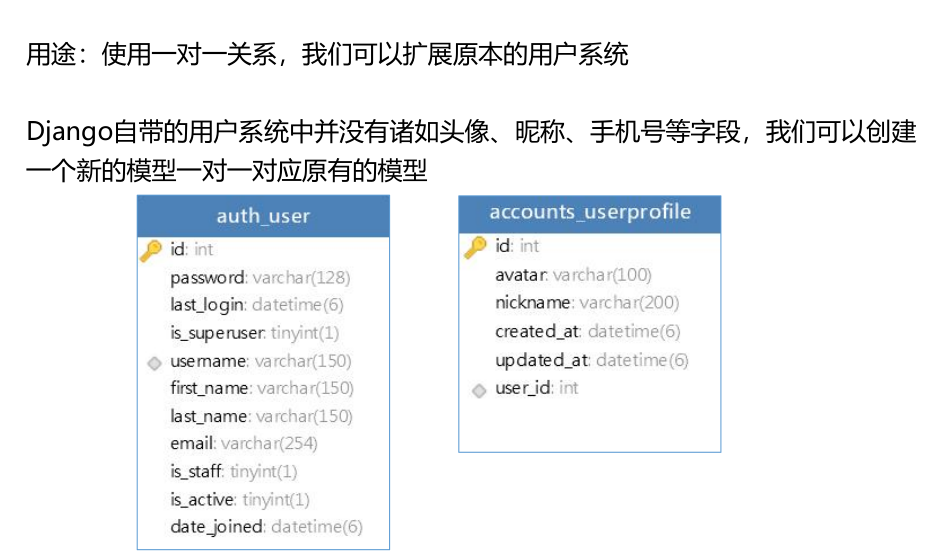 用途：使用一对一关系，我们可以扩展原本的用户系统
Django自带的用户系统中并没有诸如头像、昵称、手机号等字段，我们可以创建
一个新的模型一对一对应原有的模型
auth_user
id: int
password: varchar(128)
last_login: datetime(6)
is_superuser: tinyint(1)
username: varchar(150)
first_name: varchar(150)
last_name: varchar(150)
email: varchar(254)
is_staff: tinyint(1)
is_active: tinyint(1)
date_joined: datetime(6)
accounts_userprofile
id: int
avatar: varchar(100)
nickname: varchar(200)
created_at: datetime(6)
updated_at: datetime(6)
user_id: int